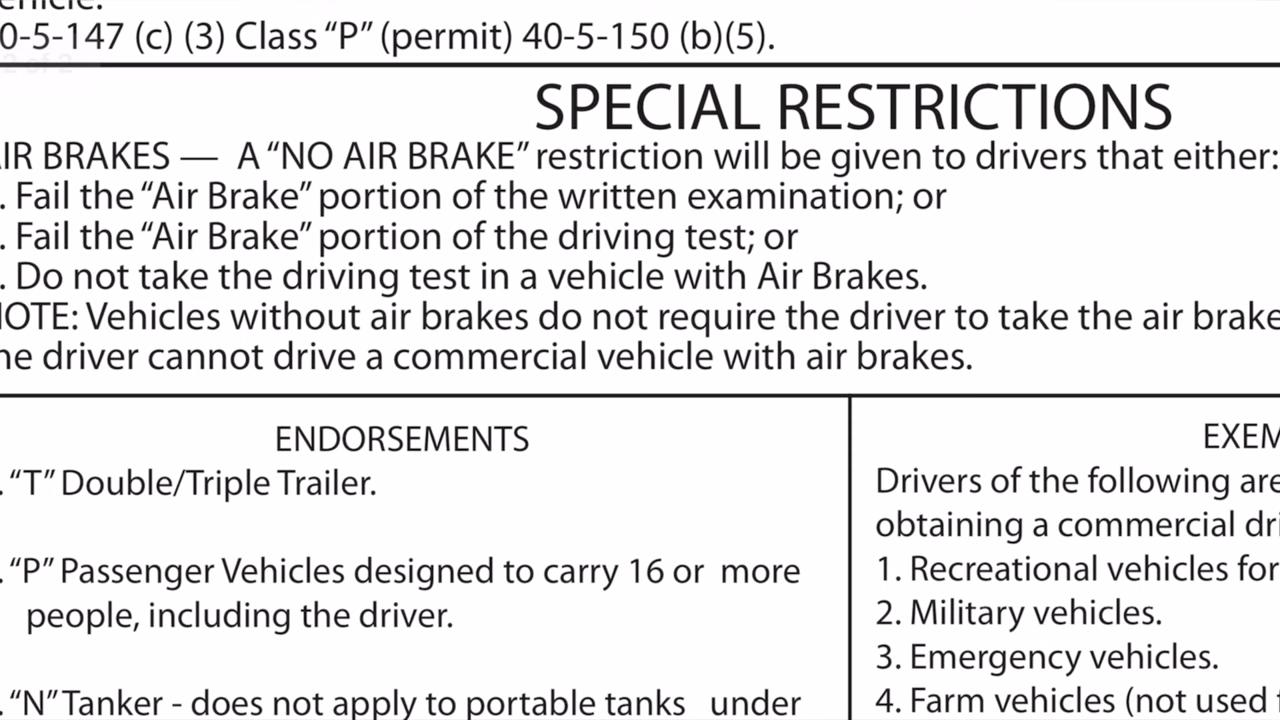 0-5-147 (c) (3) Class “P” (permit) 40-5-150 (b)(5).
2 of 2
SPECIAL RESTRICTIONS
AIR BRAKES — A “NO AIR BRAKE” restriction will be given to drivers that either:
. Fail the “Air Brake” portion of the written examination; or
. Fail the “Air Brake” portion of the driving test; or
. Do not take the driving test in a vehicle with Air Brakes.
NOTE: Vehicles without air brakes do not require the driver to take the air brake
he driver cannot drive a commercial vehicle with air brakes.
ENDORSEMENTS
. “T” Double/Triple Trailer.
. “P” Passenger Vehicles designed to carry 16 or more
people, including the driver.
. “N” Tanker - does not apply to portable tanks under
EXEM
Drivers of the following are
obtaining a commercial dri
1. Recreational vehicles for
2. Military vehicles.
3. Emergency vehicles.
4. Farm vehicles (not used